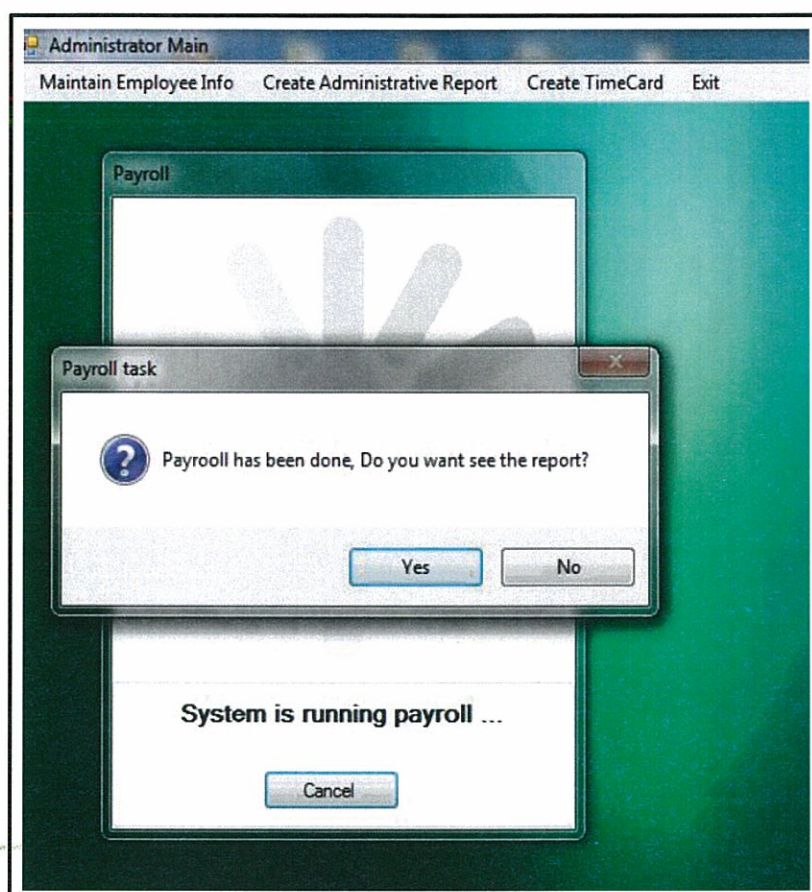 Administrator Main
Maintain Employee Info Create Administrative Report Create TimeCard Exit
Payroll
Payroll task
Payrooll has been done, Do you want see the report?
Yes No
System is running payroll ...
Cancel